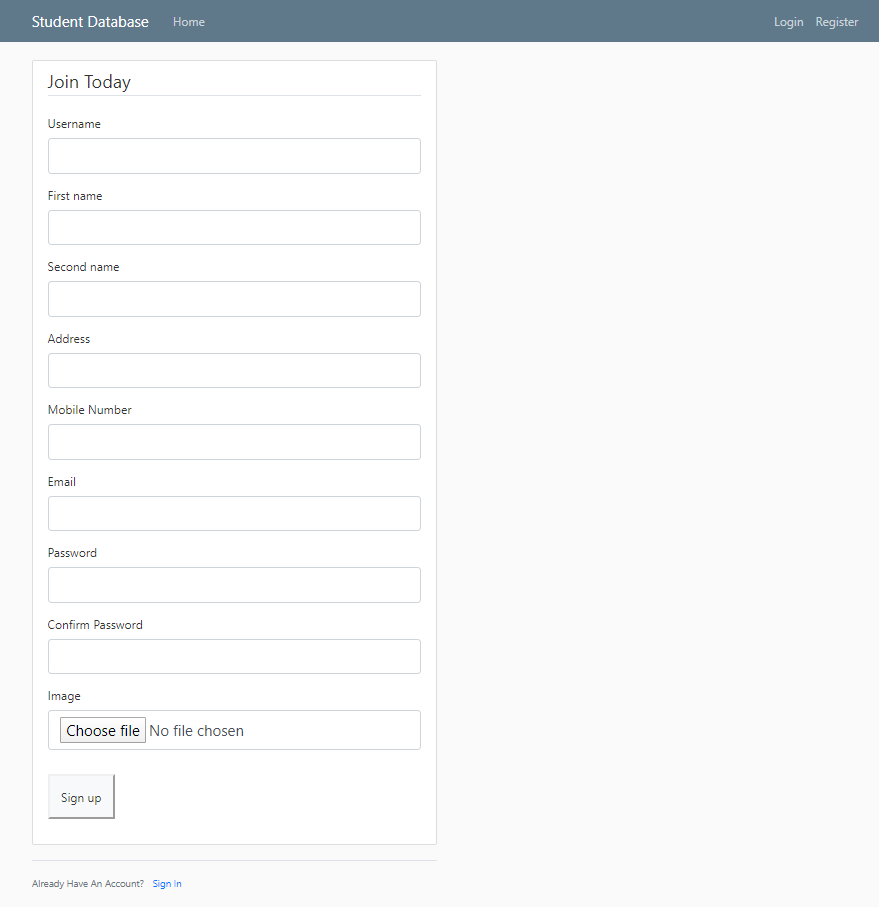 Student Database Home Login Register
Join Today
Username
First name
Second name
Address
Mobile Number
Email
Password
Confirm Password
Image
Choose file No file chosen
Sign up
Already Have An Account? Sign In